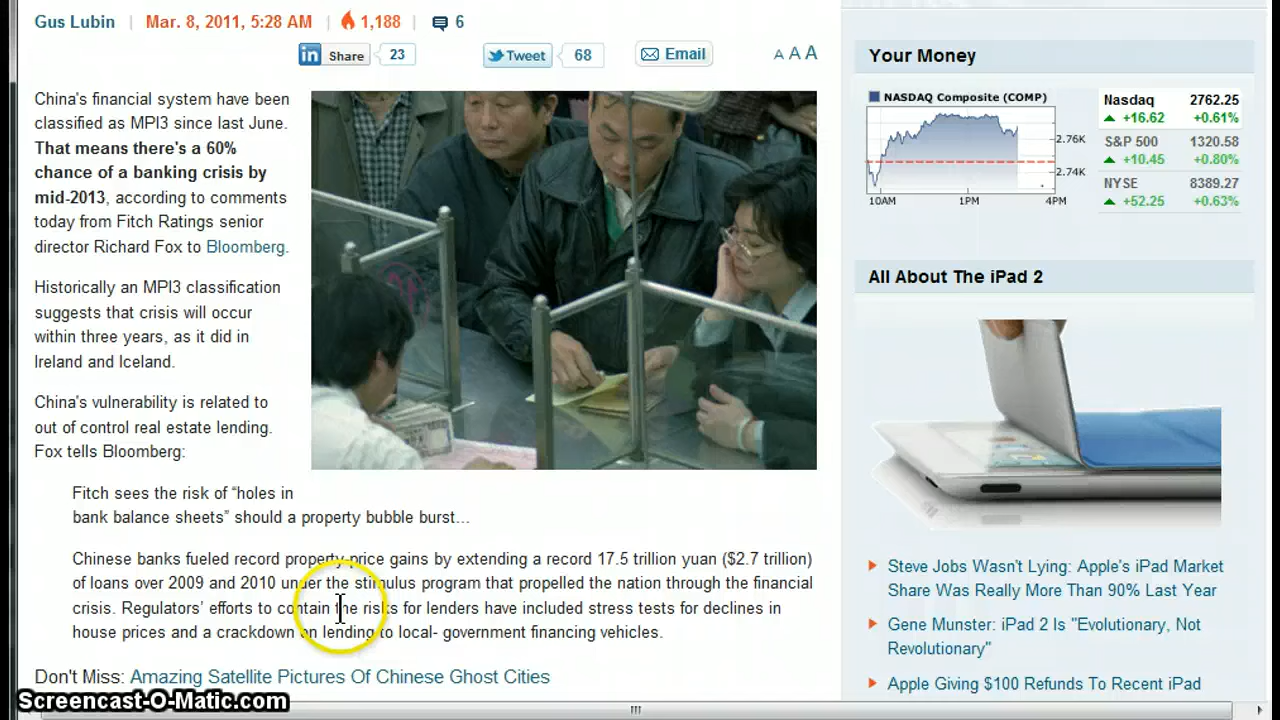 Gus Lubin | Mar. 8, 2011, 5:28 AM | 1,188 | 6
in Share 23 Tweet 68 Email A A A
China's financial system have been
classified as MPI3 since last June.
That means there's a 60%
chance of a banking crisis by
mid-2013, according to comments
today from Fitch Ratings senior
director Richard Fox to Bloomberg.
Historically an MPI3 classification
suggests that crisis will occur
within three years, as it did in
Ireland and Iceland.
China's vulnerability is related to
out of control real estate lending.
Fox tells Bloomberg:
Fitch sees the risk of “holes in
bank balance sheets” should a property bubble burst...
Chinese banks fueled record property-price gains by extending a record 17.5 trillion yuan ($2.7 trillion)
of loans over 2009 and 2010 under the stimulus program that propelled the nation through the financial
crisis. Regulators’ efforts to contain the risks for lenders have included stress tests for declines in
house prices and a crackdown on lending to local- government financing vehicles.
Don't Miss: Amazing Satellite Pictures Of Chinese Ghost Cities
Your Money
NASDAQ Composite (COMP)
2.76K
2.74K
10AM 1PM 4PM
Nasdaq 2762.25
+16.62 +0.61%
S&P 500 1320.58
+10.45 +0.80%
NYSE 8389.27
+52.25 +0.63%
All About The iPad 2
Steve Jobs Wasn't Lying: Apple's iPad Market
Share Was Really More Than 90% Last Year
Gene Munster: iPad 2 Is "Evolutionary, Not
Revolutionary"
Apple Giving $100 Refunds To Recent iPad
Screencast-O-Matic.com